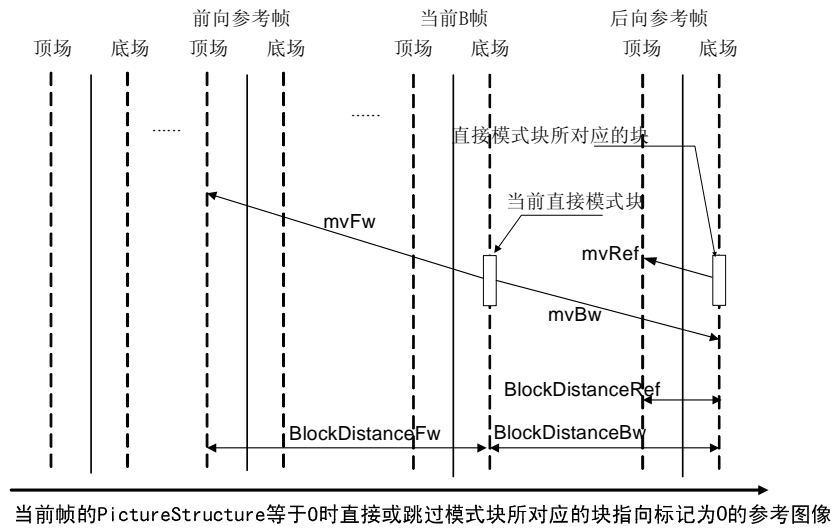 前向参考帧 当前B帧 后向参考帧
顶场 底场 顶场 底场 顶场 底场 顶场 底场
......
......
直接模式块所对应的块
当前直接模式块
mvFw
mvRef
mvBw
BlockDistanceRef
BlockDistanceFw BlockDistanceBw
当前帧的PictureStructure等于0时直接或跳过模式块所对应的块指向标记为0的参考图像